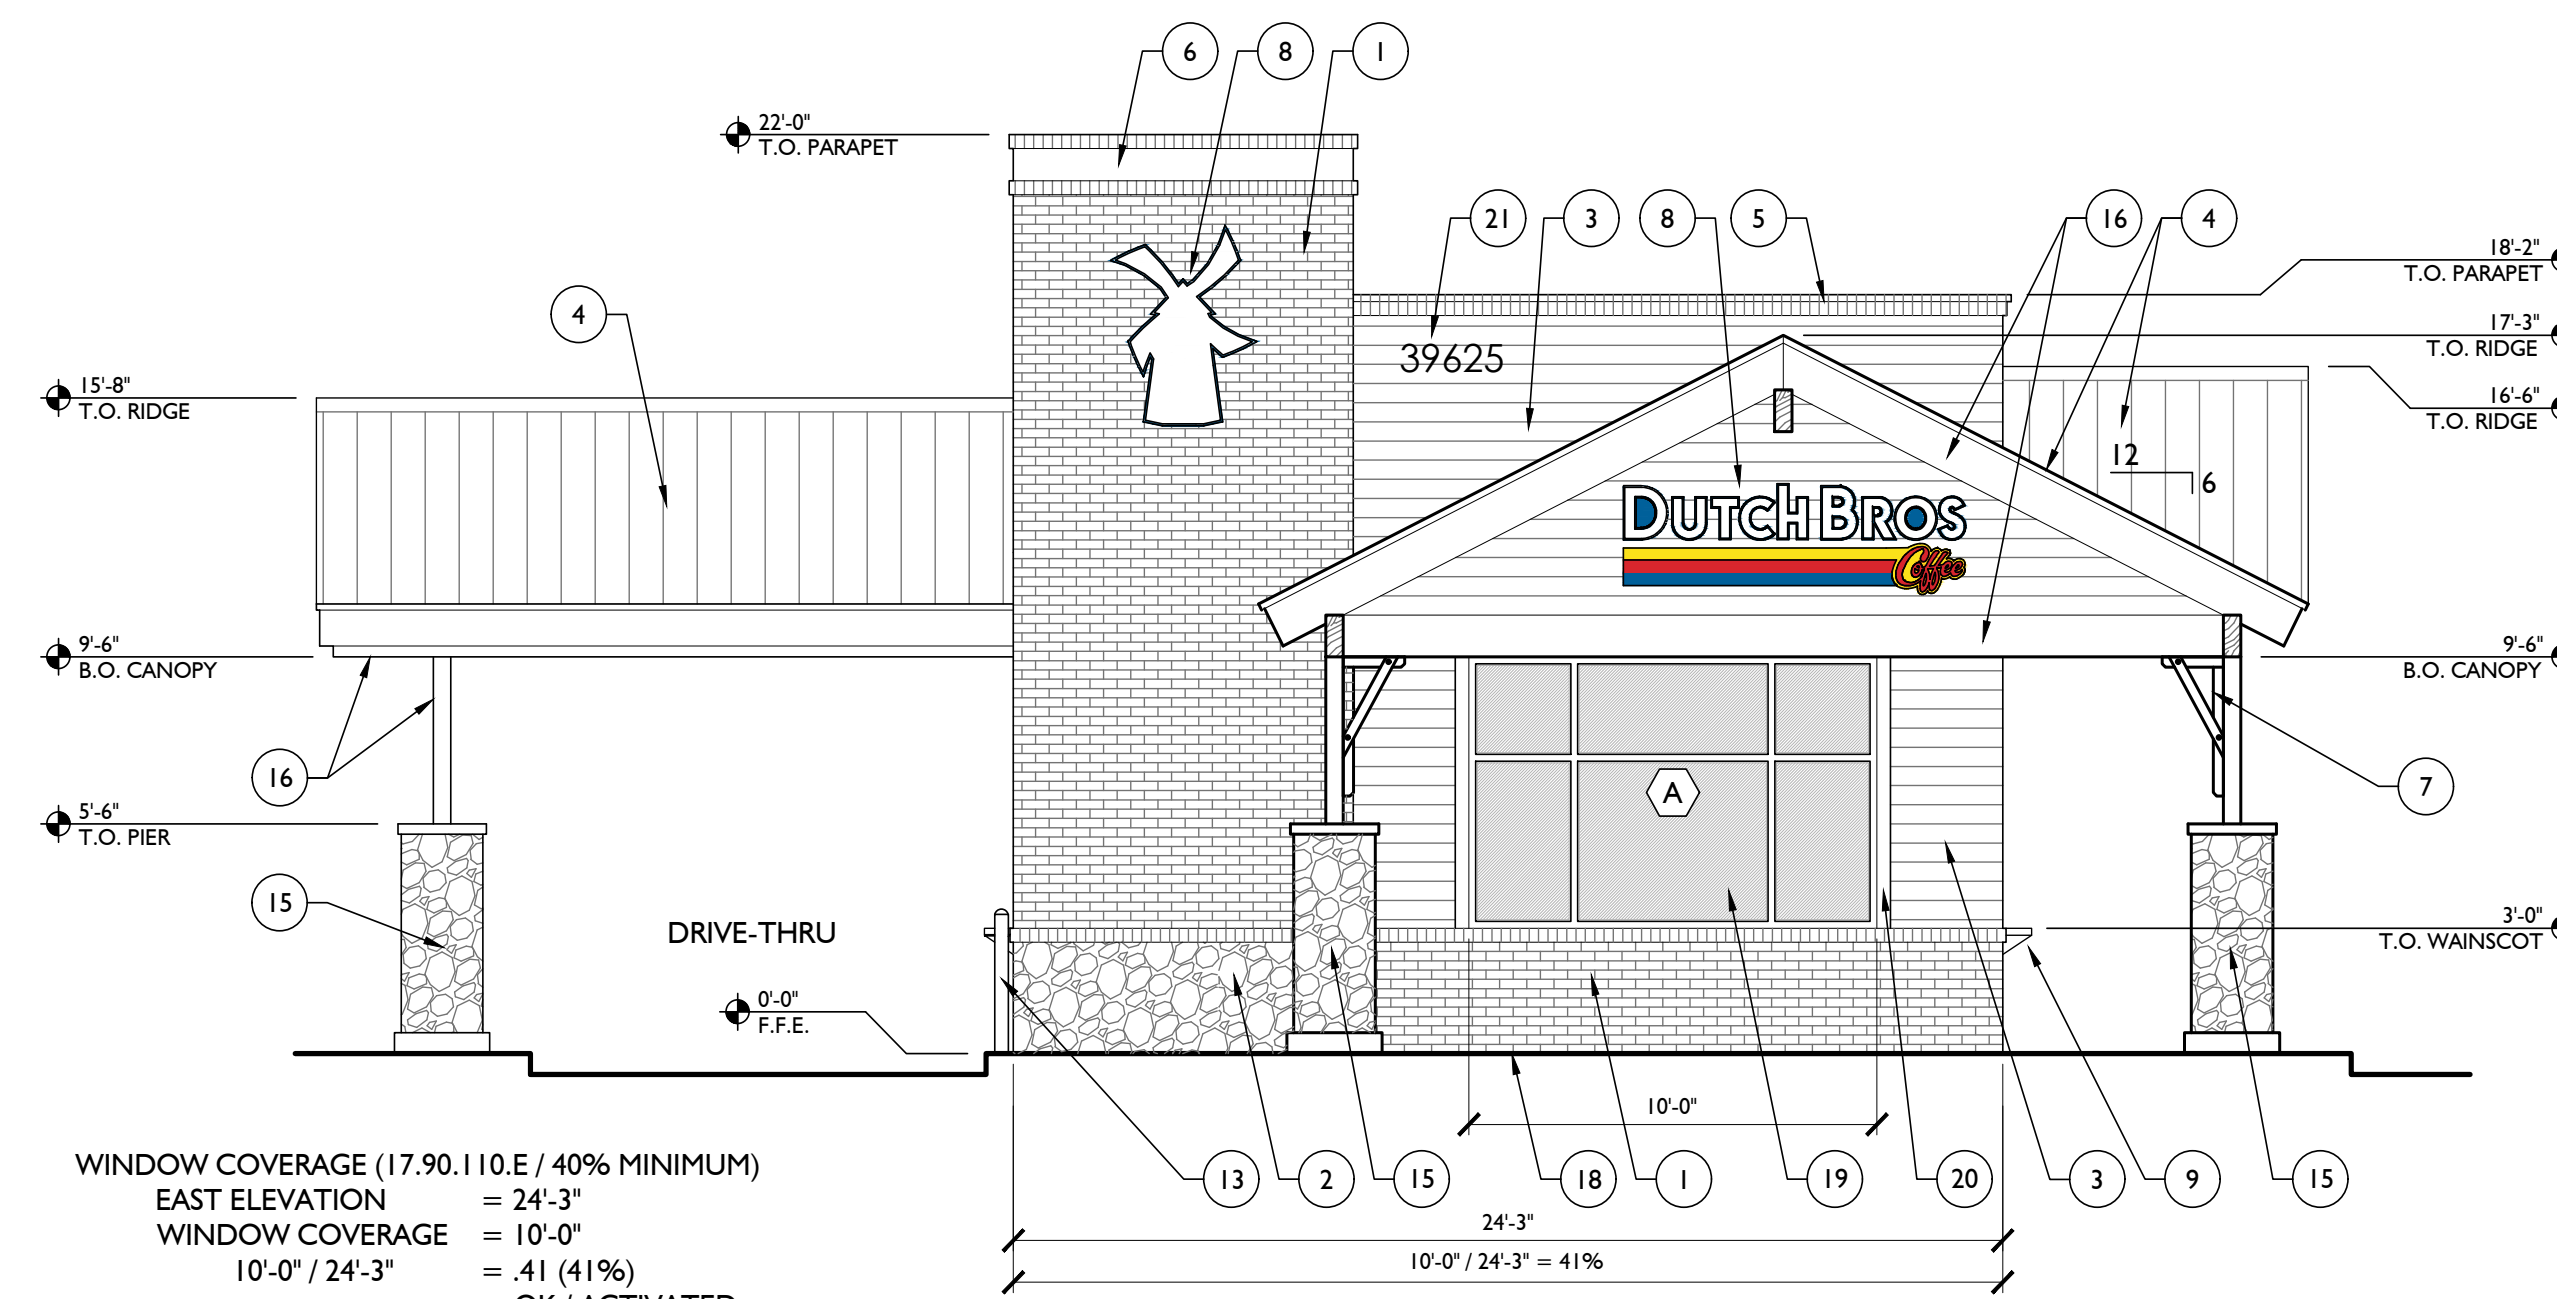 6
8
1
22'-0"
T.O. PARAPET
21
3
8
5
16
4
18'-2"
T.O. PARAPET
4
17'-3"
T.O. RIDGE
39625
15'-8"
T.O. RIDGE
16'-6"
T.O. RIDGE
12
6
DUTCH BROS
Coffee
9'-6"
B.O. CANOPY
9'-6"
B.O. CANOPY
16
A
7
5'-6"
T.O. PIER
15
DRIVE-THRU
3'-0"
T.O. WAINSCOT
0'-0"
F.F.E.
10'-0"
13
2
15
18
1
19
20
3
9
15
WINDOW COVERAGE (17.90.110.E / 40% MINIMUM)
EAST ELEVATION = 24'-3"
WINDOW COVERAGE = 10'-0"
10'-0" / 24'-3" = .41 (41%)
OK / ACTIVATED
24'-3"
10'-0" / 24'-3" = 41%